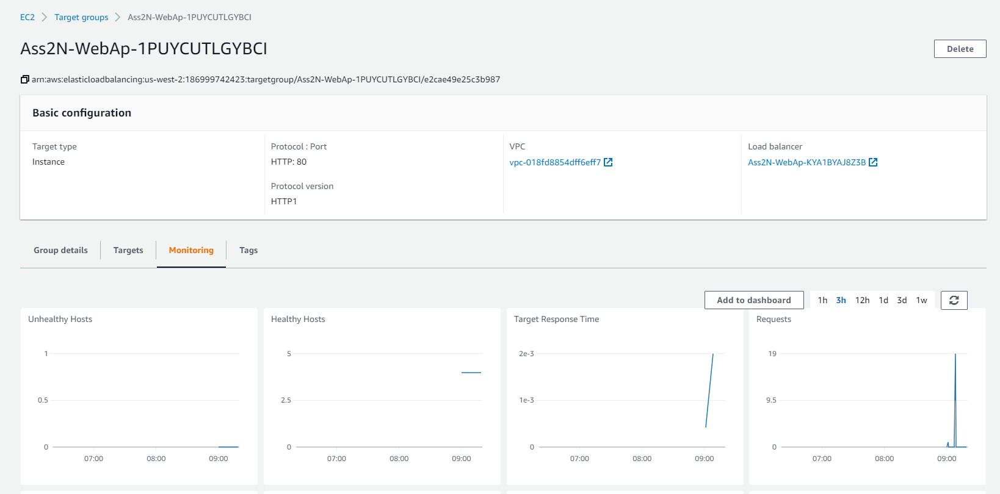 EC2 > Target groups > Ass2N-WebAp-1PUYCUTLGYBCI
Ass2N-WebAp-1PUYCUTLGYBCI
Delete
arn:aws:elasticloadbalancing:us-west-2:186999742423:targetgroup/Ass2N-WebAp-1PUYCUTLGYBCI/e2cae49e25c3b987
Basic configuration
Target type
Instance
Protocol : Port
HTTP: 80
Protocol version
HTTP1
VPC
vpc-018fd8854dff6eff7
Load balancer
Ass2N-WebAp-KYA1BYAJ8Z3B
Group details
Targets
Monitoring
Tags
Add to dashboard
1h 3h 12h 1d 3d 1w
Unhealthy Hosts
1
0.5
0
07:00 08:00 09:00
Healthy Hosts
5
2.5
0
07:00 08:00 09:00
Target Response Time
2e-3
1e-3
0
07:00 08:00 09:00
Requests
19
9.5
0
07:00 08:00 09:00